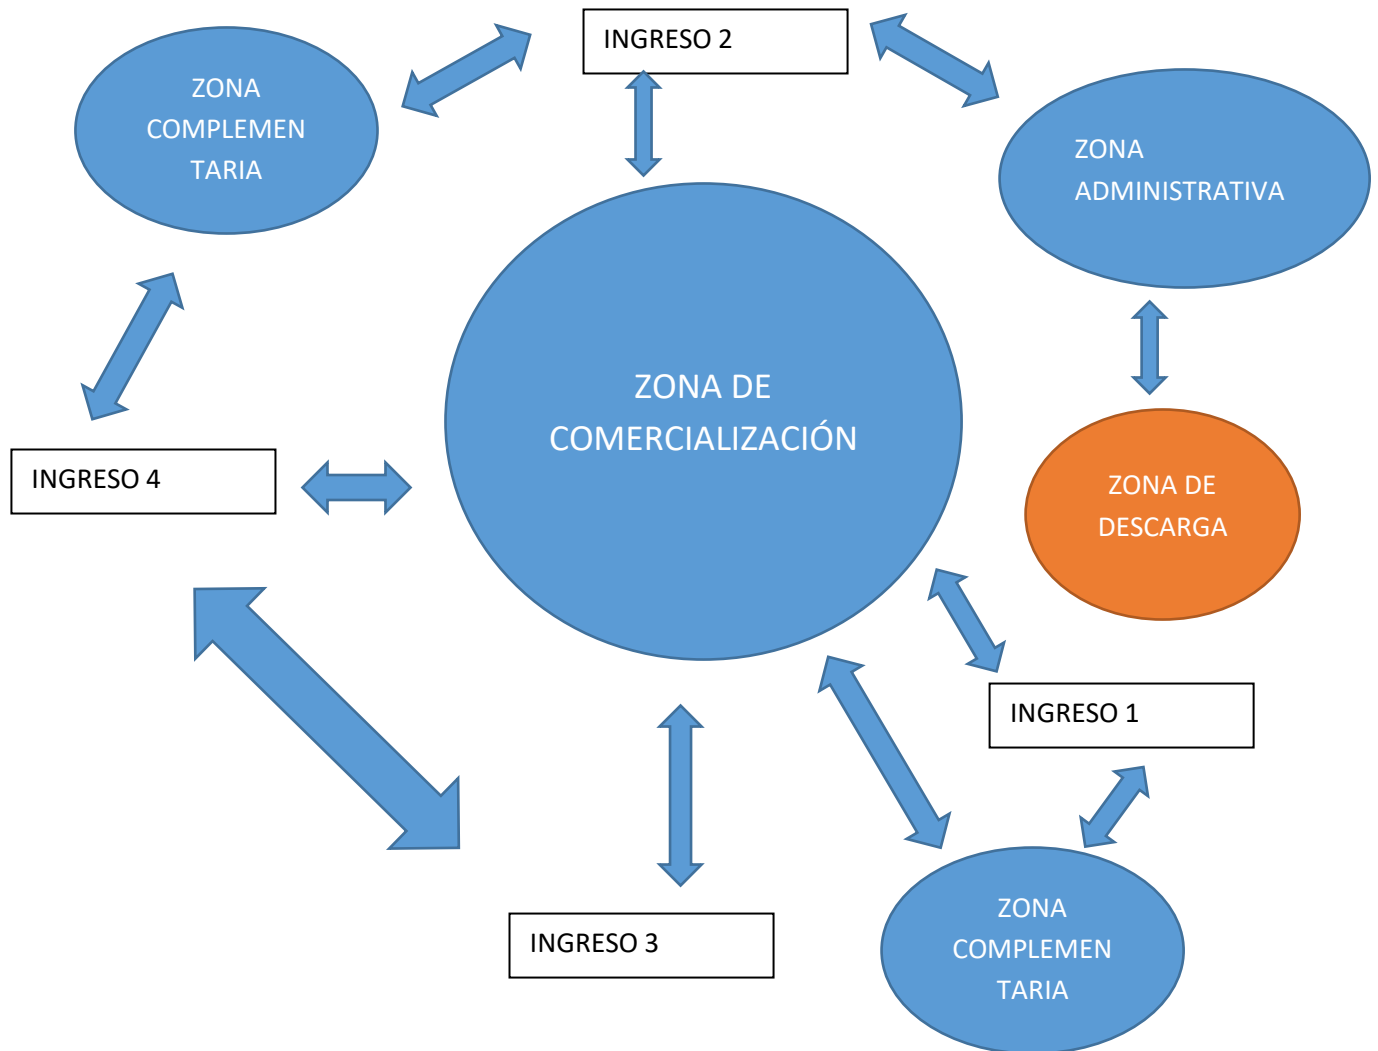 INGRESO 2
ZONA
COMPLEMEN
TARIA
ZONA
ADMINISTRATIVA
ZONA DE
COMERCIALIZACIÓN
INGRESO 4
ZONA DE
DESCARGA
INGRESO 1
INGRESO 3
ZONA
COMPLEMEN
TARIA